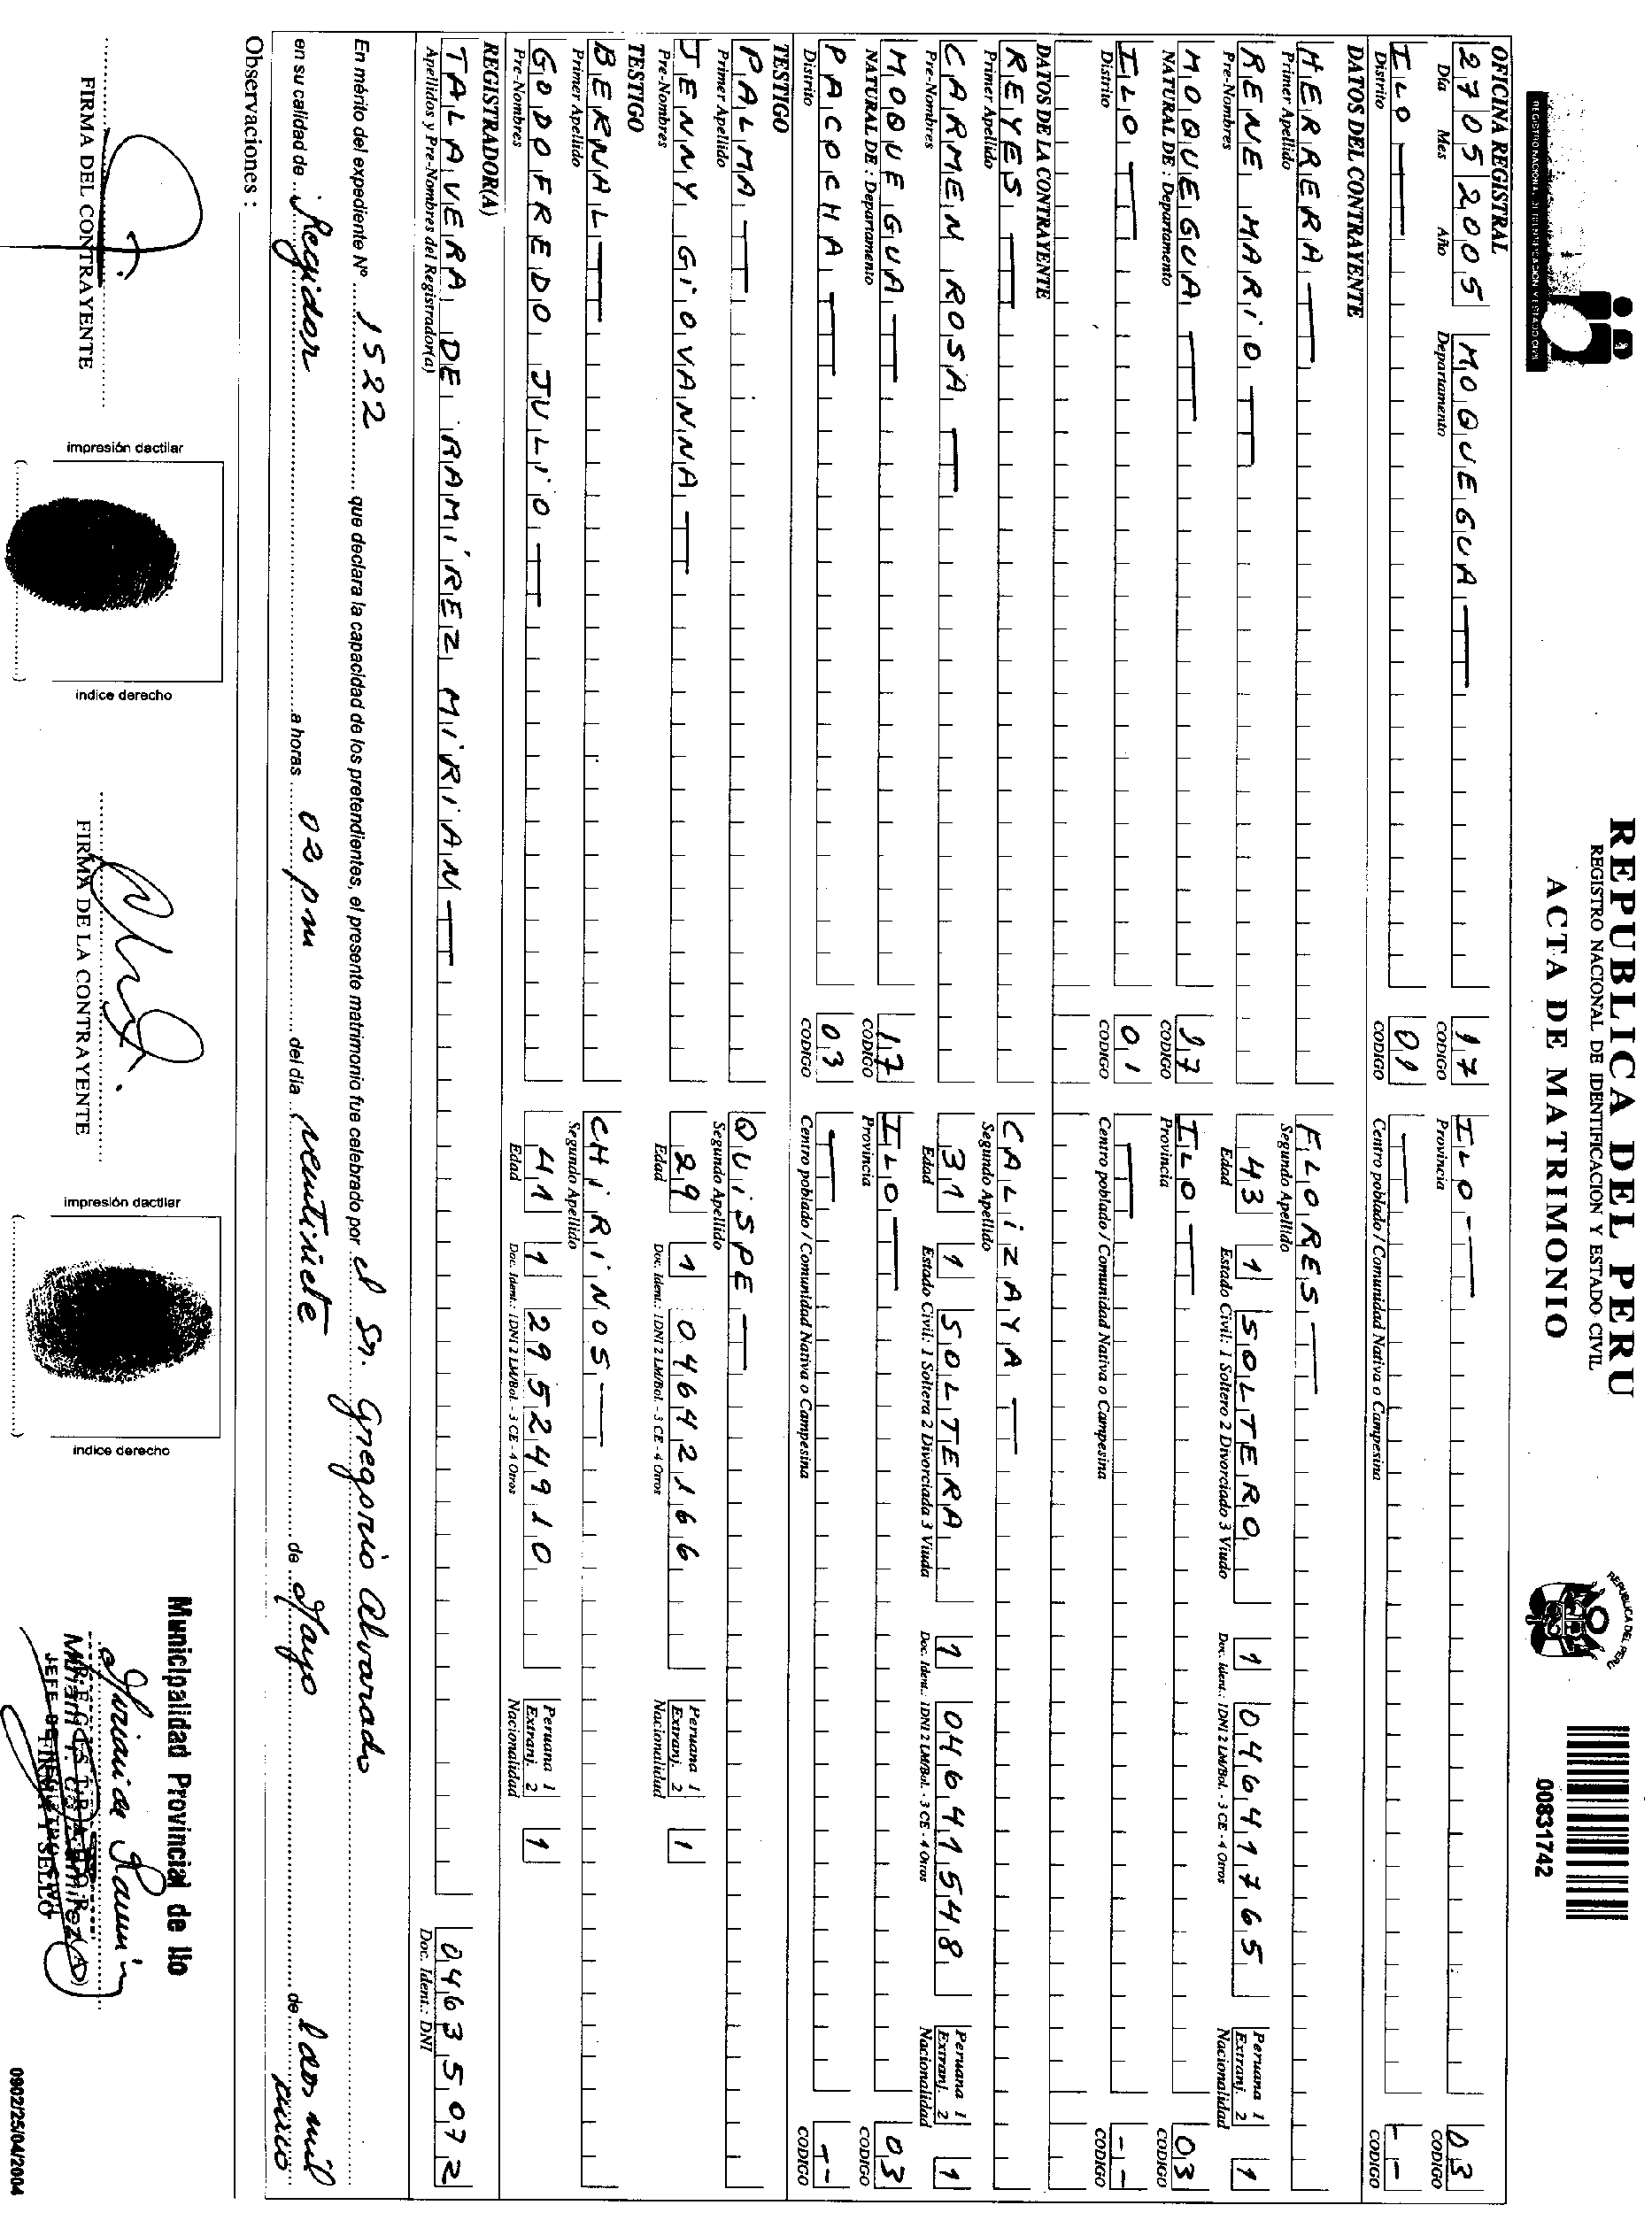 REPUBLICA DEL PERU
REGISTRO NACIONAL DE IDENTIFICACION Y ESTADO CIVIL
ACTA DE MATRIMONIO
REPUBLICA DEL PERU
00831742
OFICINA REGISTRAL
27 05 2005 MOQUEGUA 17 ILO 03
Día Mes Año Departamento CODIGO Provincia CODIGO
ILO 01 --
Distrito CODIGO Centro poblado / Comunidad Nativa o Campesina CODIGO
DATOS DEL CONTRAYENTE
HERRERA FLORES
Primer Apellido Segundo Apellido
RENE MARIO 43 1 SOLTERO 1 04641765 Peruana 1 Extranj. 2 1
Pre-Nombres Edad Estado Civil: 1 Soltero 2 Divorciado 3 Viudo Doc. Ident.: 1DNI 2 LM/Bol. - 3 CE - 4 Otros Nacionalidad
MOQUEGUA 17 ILO 03
NATURAL DE : Departamento CODIGO Provincia CODIGO
ILO 01 --
Distrito CODIGO Centro poblado / Comunidad Nativa o Campesina CODIGO
DATOS DE LA CONTRAYENTE
REYES CALIZAYA
Primer Apellido Segundo Apellido
CARMEN ROSA 31 1 SOLTERA 1 04641548 Peruana 1 Extranj. 2 1
Pre-Nombres Edad Estado Civil: 1 Soltera 2 Divorciada 3 Viuda Doc. Ident.: 1DNI 2 LM/Bol. - 3 CE - 4 Otros Nacionalidad
MOQUEGUA 17 ILO 03
NATURAL DE : Departamento CODIGO Provincia CODIGO
PACOCHA 03 --
Distrito CODIGO Centro poblado / Comunidad Nativa o Campesina CODIGO
TESTIGO
PALMA QUISPE
Primer Apellido Segundo Apellido
JENNY GIOVANNA 29 1 04642166 Peruana 1 Extranj. 2 1
Pre-Nombres Edad Doc. Ident.: 1DNI 2 LM/Bol. - 3 CE - 4 Otros Nacionalidad
TESTIGO
BERNAL CHIRINOS
Primer Apellido Segundo Apellido
GODOFREDO JULIO 41 1 29524910 Peruana 1 Extranj. 2 1
Pre-Nombres Edad Doc. Ident.: 1DNI 2 LM/Bol. - 3 CE - 4 Otros Nacionalidad
REGISTRADOR(A)
TALAVERA DE RAMIREZ MIRIAN 04635072
Apellidos y Pre-Nombres del Registrador(a) Doc. Ident.: DNI
En mérito del expediente Nº 1522 que declara la capacidad de los pretendientes, el presente matrimonio fue celebrado por el Sr. Gregorio Alvarado
en su calidad de Regidor a horas 02 pm del día veintisiete de Mayo de dos mil cinco
Observaciones :
impresión dactilar
índice derecho
impresión dactilar
índice derecho
Municipalidad Provincial de Ilo
FIRMA DEL CONTRAYENTE
FIRMA DE LA CONTRAYENTE
0902/25/04/2004